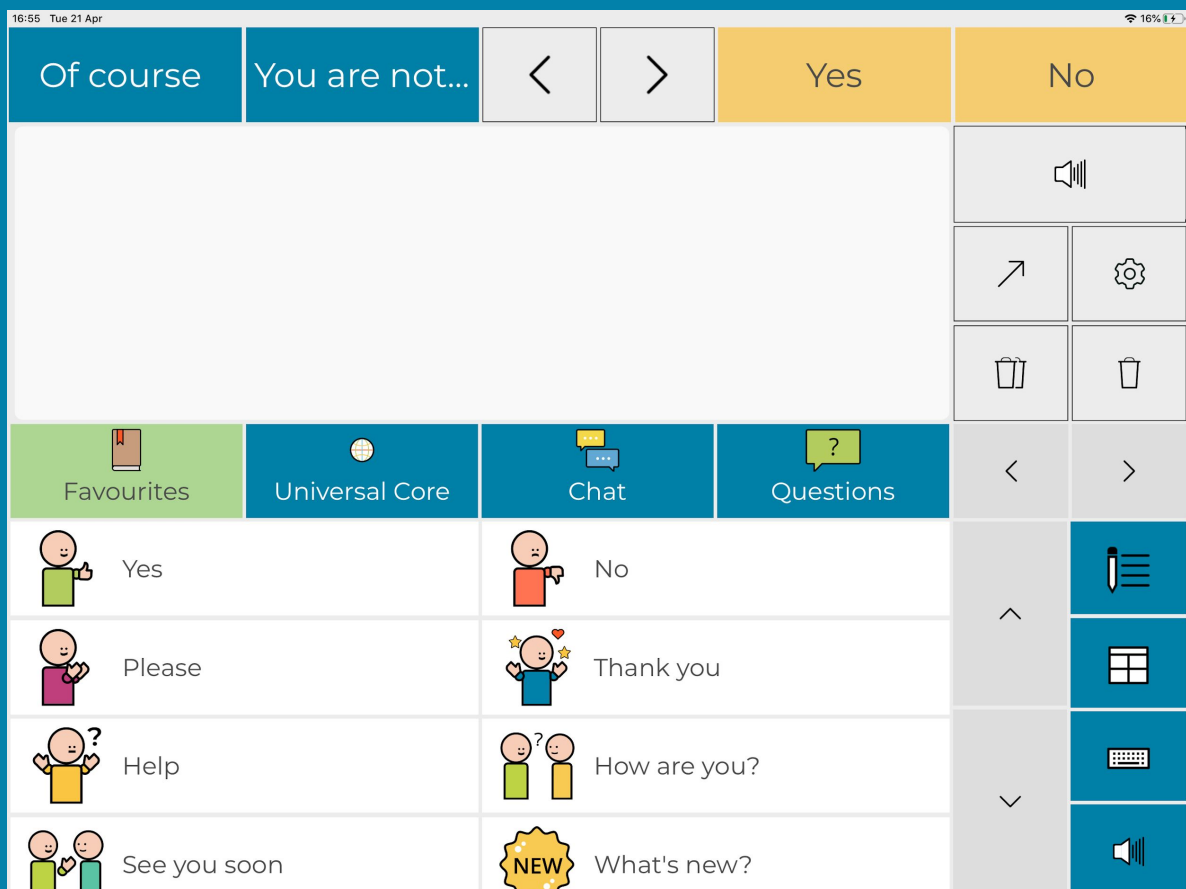 16:55 Tue 21 Apr
16%
Of course
You are not...
Yes
No
Favourites
Universal Core
Chat
?
Questions
Yes
No
Please
Thank you
?
Help
?
How are you?
See you soon
NEW
What's new?